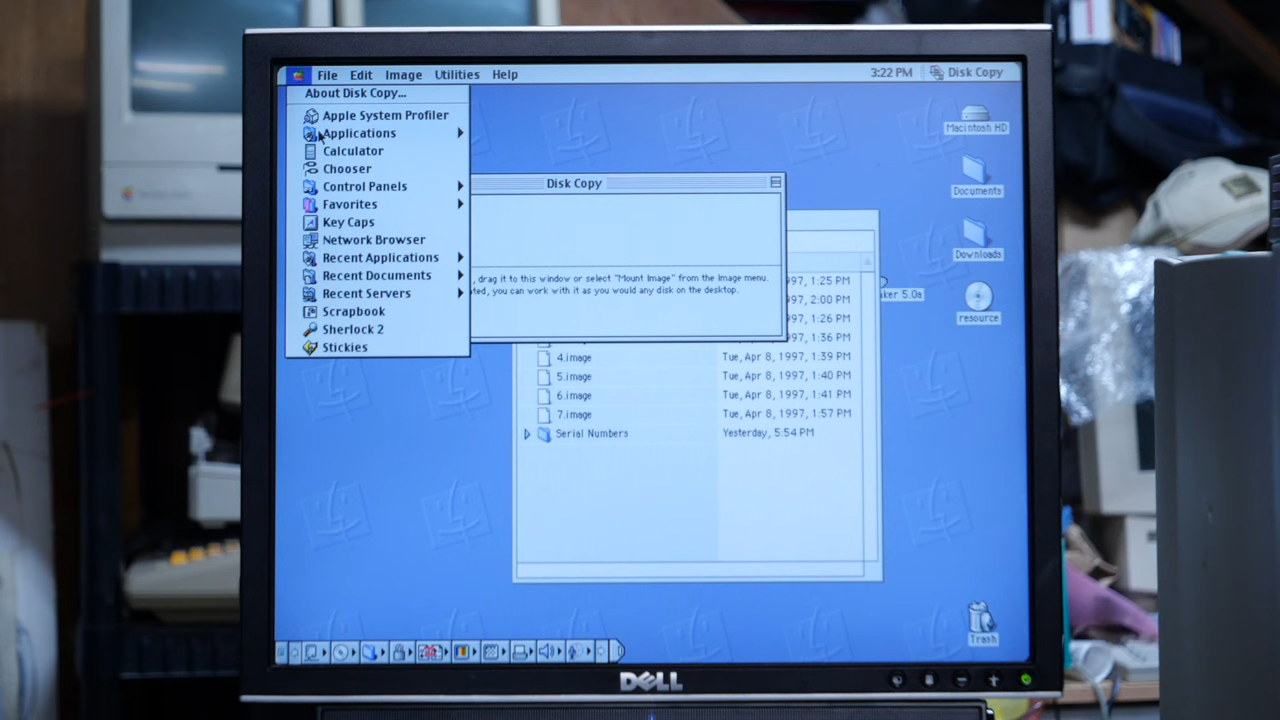 File Edit Image Utilities Help
3:22 PM Disk Copy
About Disk Copy...
Apple System Profiler
Applications
Calculator
Chooser
Control Panels
Favorites
Key Caps
Network Browser
Recent Applications
Recent Documents
Recent Servers
Scrapbook
Sherlock 2
Stickies
Disk Copy
, drag it to this window or select "Mount Image" from the Image menu.
ted, you can work with it as you would any disk on the desktop.
997, 1:25 PM
997, 2:00 PM
997, 1:26 PM
997, 1:36 PM
4.image Tue, Apr 8, 1997, 1:39 PM
5.image Tue, Apr 8, 1997, 1:40 PM
6.image Tue, Apr 8, 1997, 1:41 PM
7.image Tue, Apr 8, 1997, 1:57 PM
Serial Numbers Yesterday, 5:54 PM
aker 5.0a
Macintosh HD
Documents
Downloads
resource
Trash
DELL